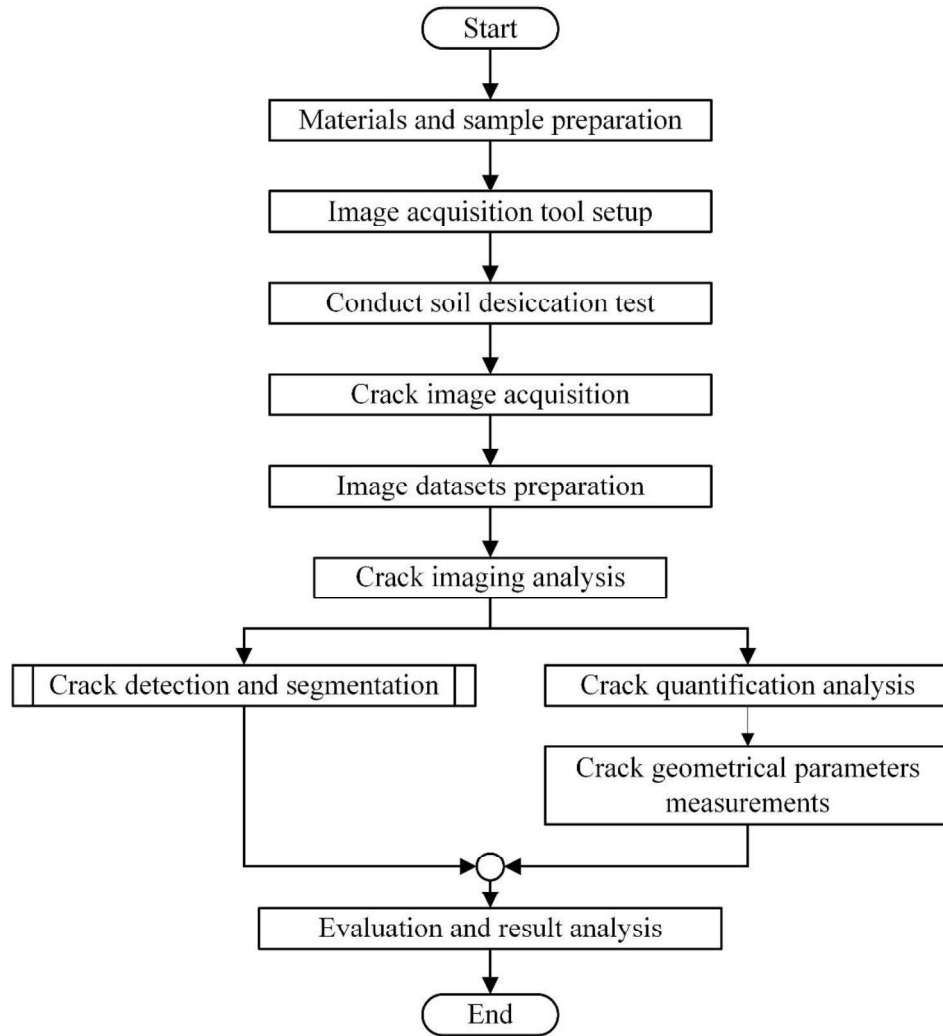 Start
Materials and sample preparation
Image acquisition tool setup
Conduct soil desiccation test
Crack image acquisition
Image datasets preparation
Crack imaging analysis
Crack detection and segmentation
Crack quantification analysis
Crack geometrical parameters
measurements
Evaluation and result analysis
End